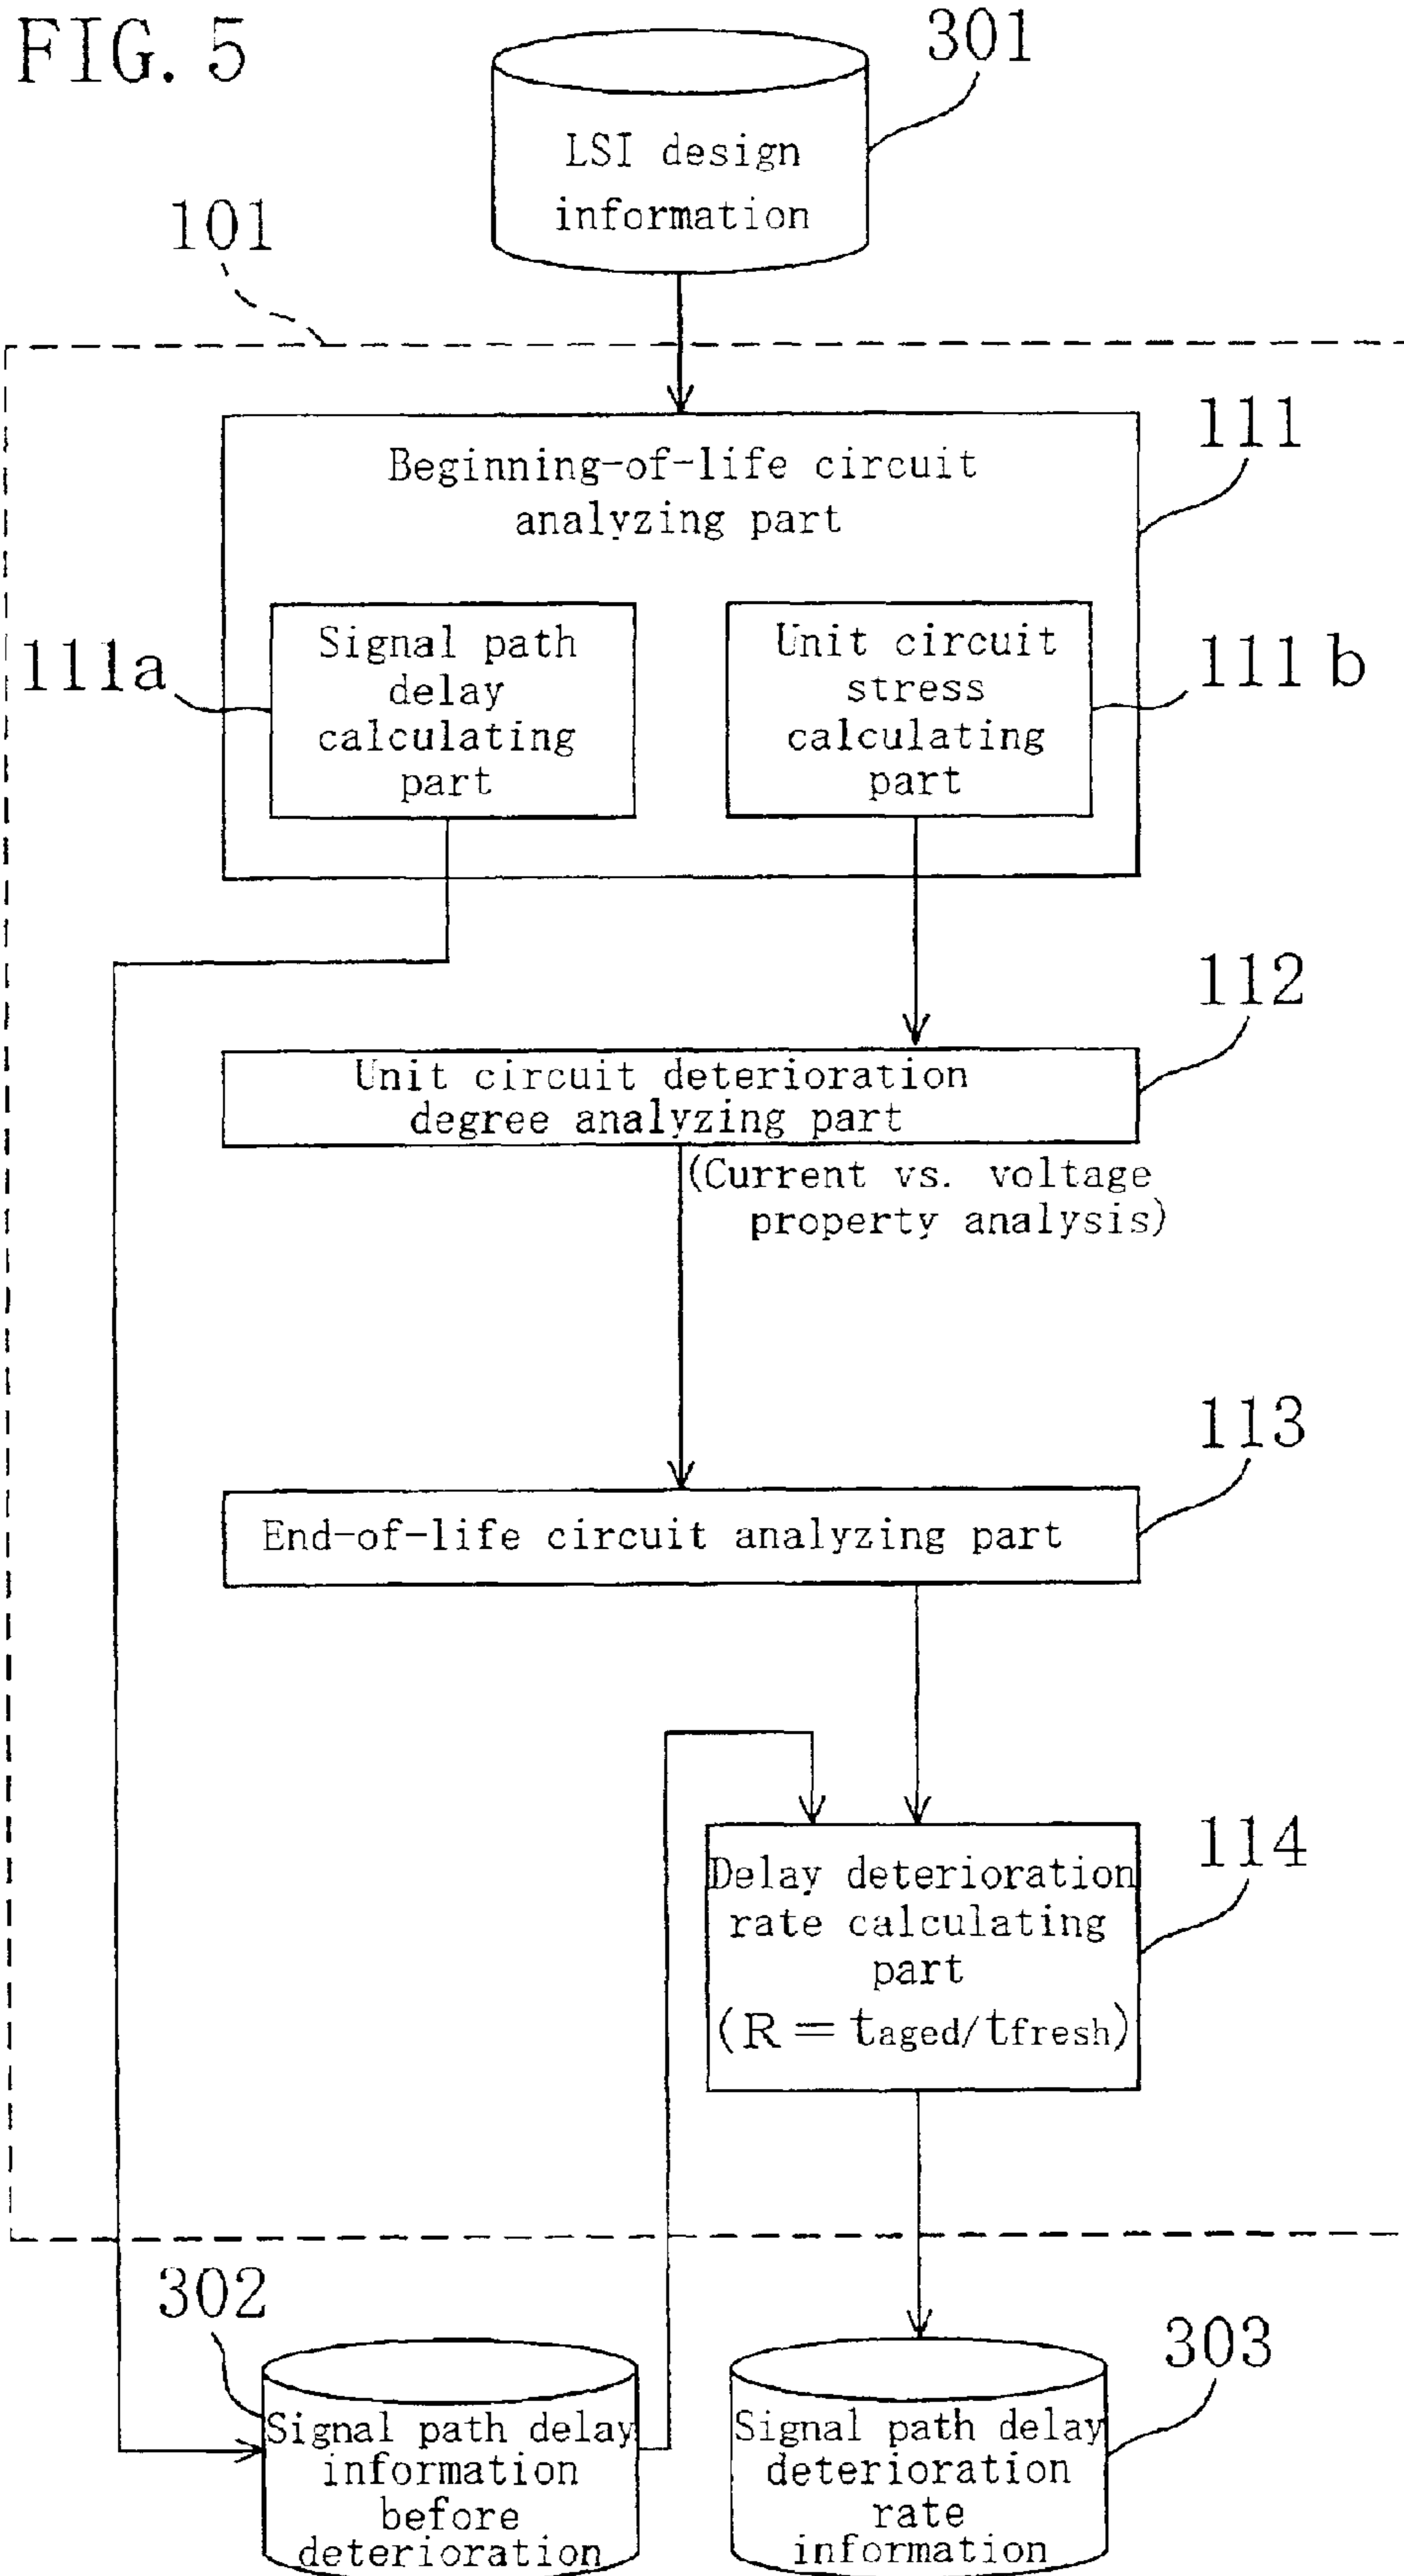 FIG. 5
301
LSI design
information
101
111
Beginning-of-life circuit
analyzing part
111a
Signal path
delay
calculating
part
Unit circuit
stress
calculating
part
111b
112
Unit circuit deterioration
degree analyzing part
(Current vs. voltage
property analysis)
113
End-of-life circuit analyzing part
114
Delay deterioration
rate calculating
part
(R = taged/tfresh)
302
Signal path delay
information
before
deterioration
303
Signal path delay
deterioration
rate
information